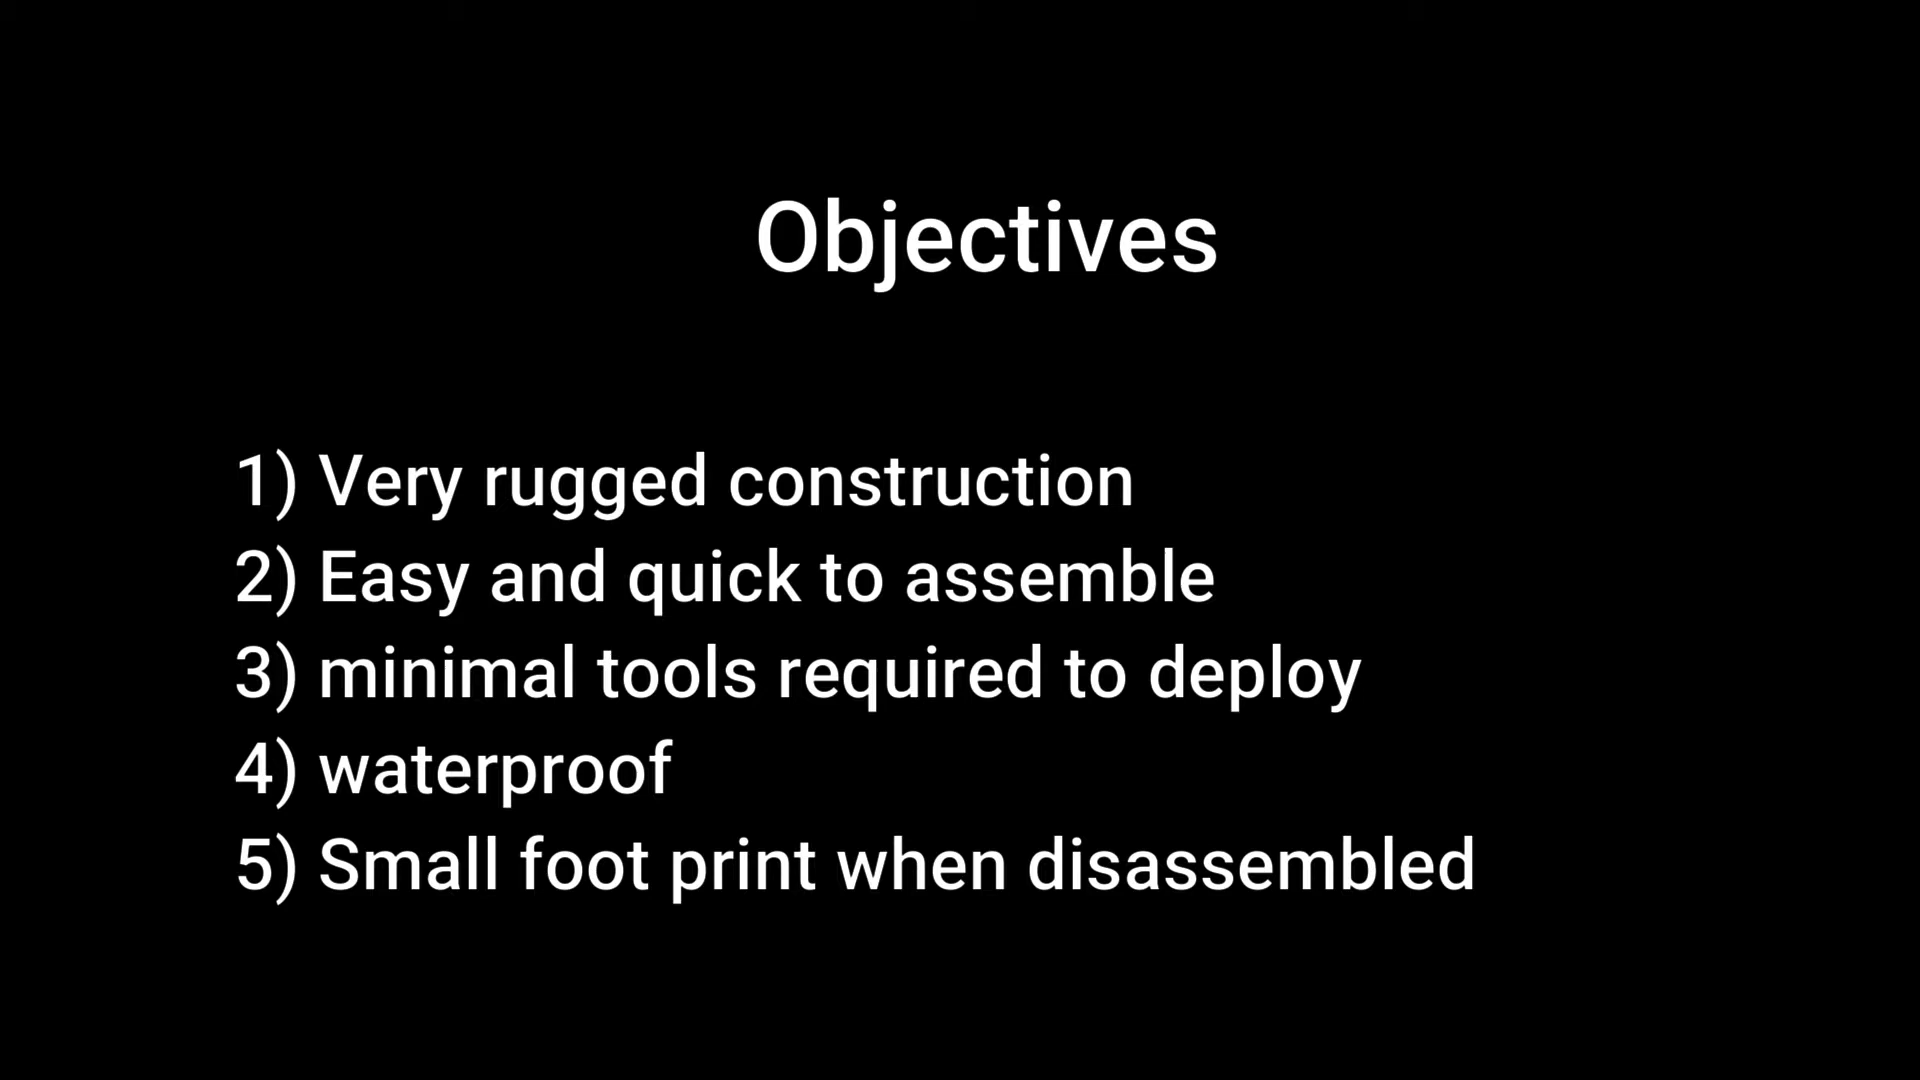 Objectives
1) Very rugged construction
2) Easy and quick to assemble
3) minimal tools required to deploy
4) waterproof
5) Small foot print when disassembled